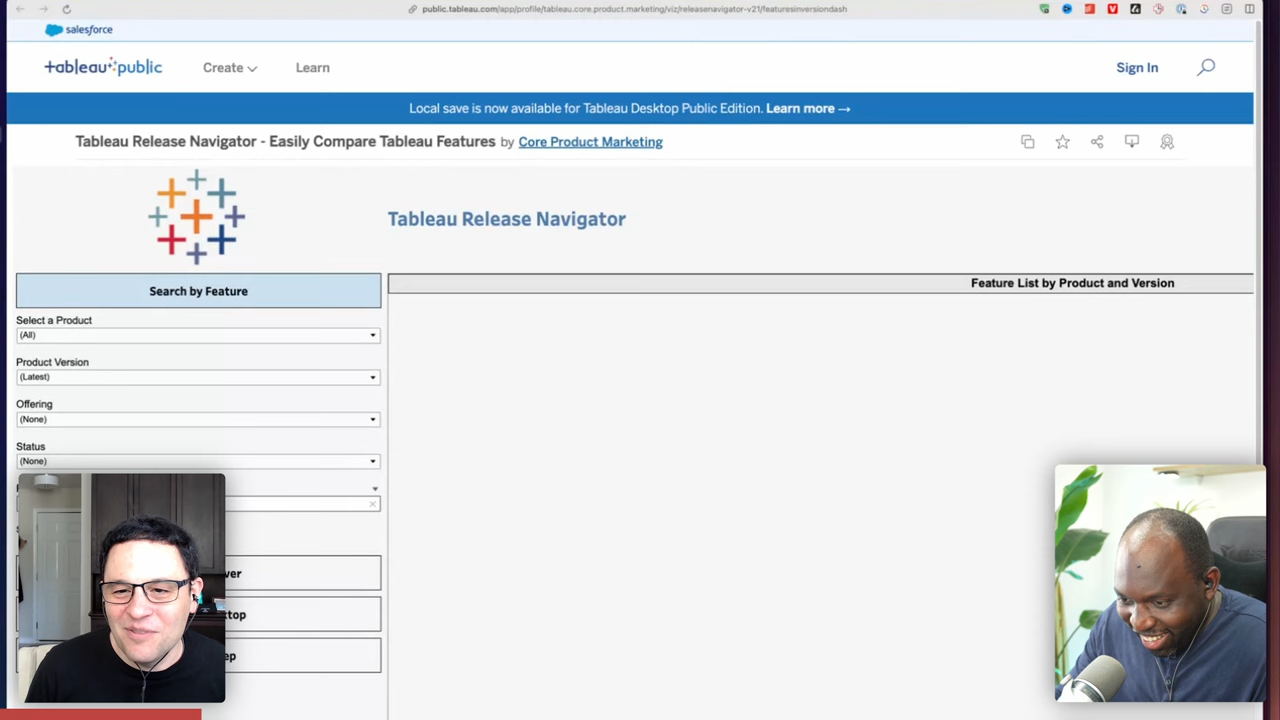 public.tableau.com/app/profile/tableau.core.product.marketing/viz/releasenavigator-v21/featuresinversiondash
salesforce
tableau public
Create
Learn
Sign In
Local save is now available for Tableau Desktop Public Edition. Learn more →
Tableau Release Navigator - Easily Compare Tableau Features by Core Product Marketing
Tableau Release Navigator
Search by Feature
Feature List by Product and Version
Select a Product
(All)
Product Version
(Latest)
Offering
(None)
Status
(None)